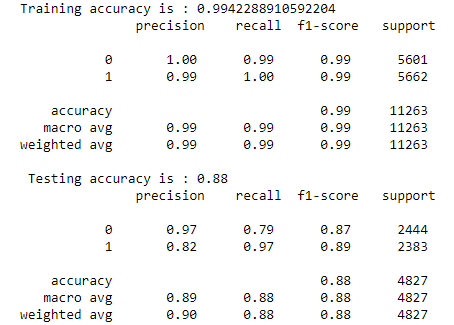 Training accuracy is : 0.9942288910592204
precision recall f1-score support
0 1.00 0.99 0.99 5601
1 0.99 1.00 0.99 5662
accuracy 0.99 11263
macro avg 0.99 0.99 0.99 11263
weighted avg 0.99 0.99 0.99 11263
Testing accuracy is : 0.88
precision recall f1-score support
0 0.97 0.79 0.87 2444
1 0.82 0.97 0.89 2383
accuracy 0.88 4827
macro avg 0.89 0.88 0.88 4827
weighted avg 0.90 0.88 0.88 4827